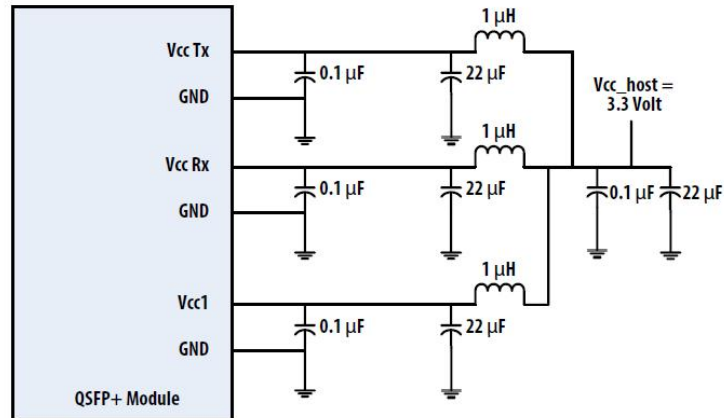 1 µH
Vcc Tx
0.1 µF
22 µF
GND
Vcc_host =
3.3 Volt
1 µH
Vcc Rx
0.1 µF
22 µF
0.1 µF
22 µF
GND
1 µH
Vcc1
0.1 µF
22 µF
GND
QSFP+ Module